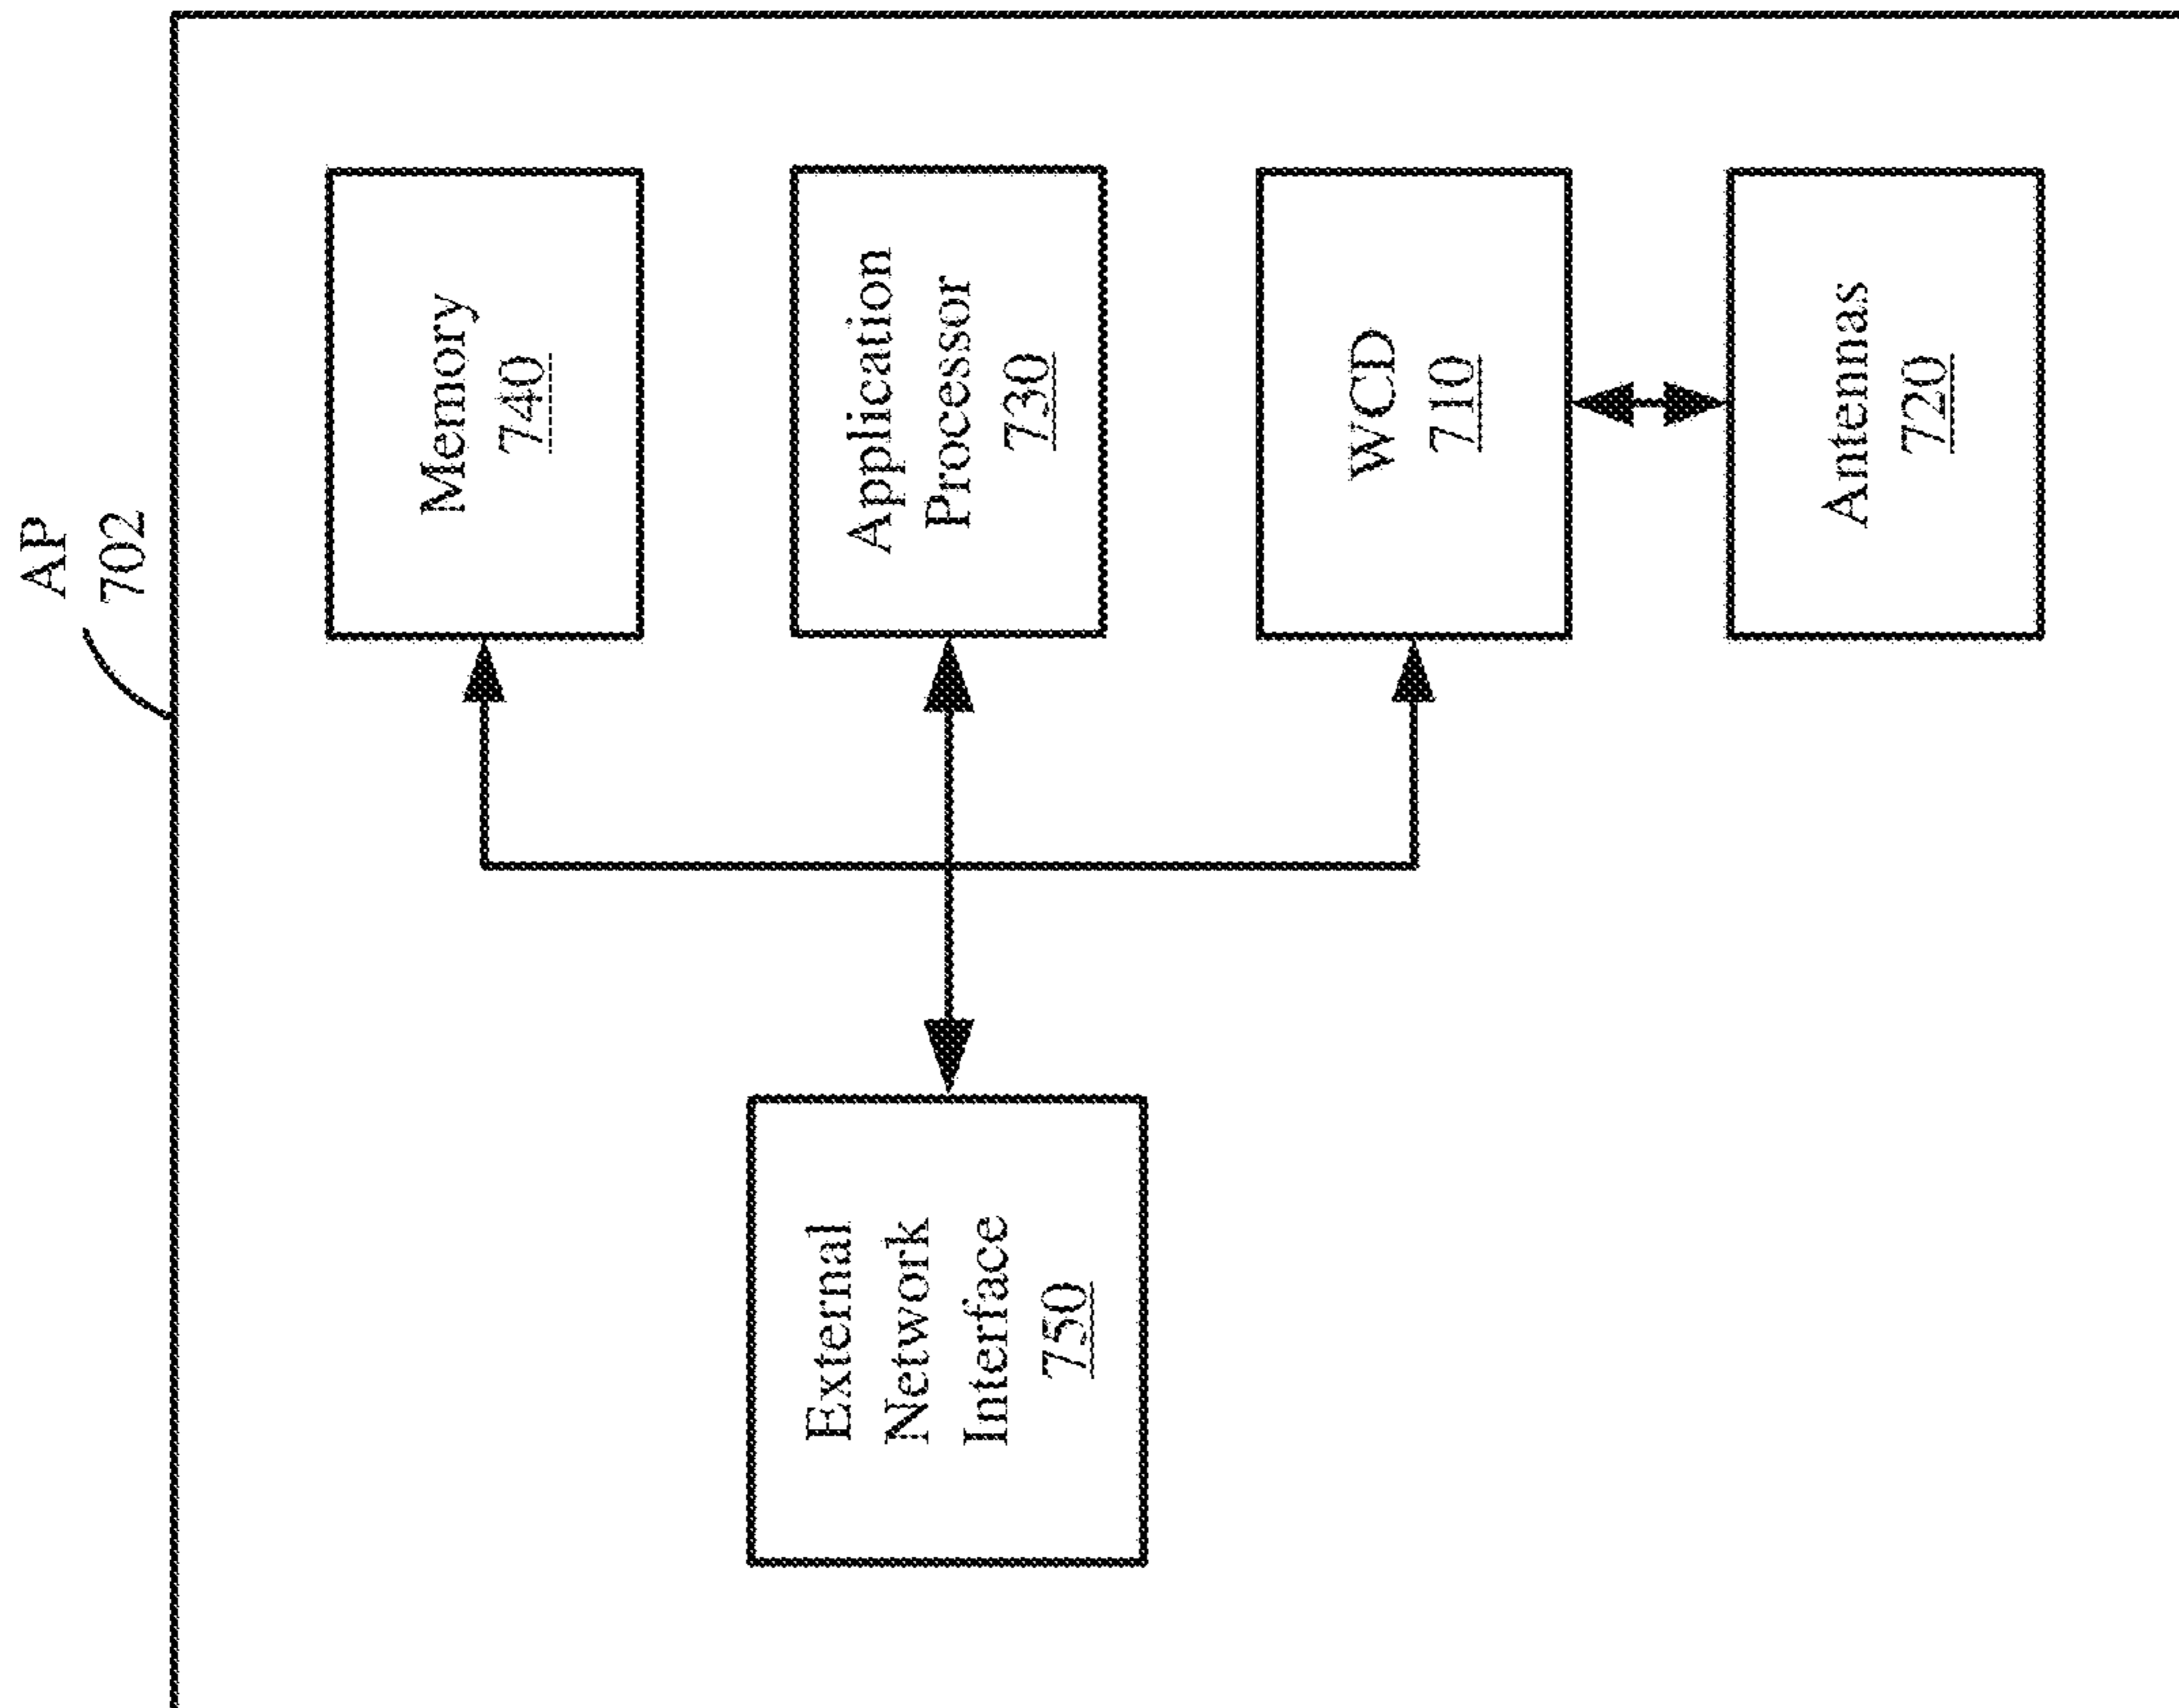 AP
702
Memory
740
Application
Processor
730
WCD
710
Antennas
720
External
Network
Interface
750